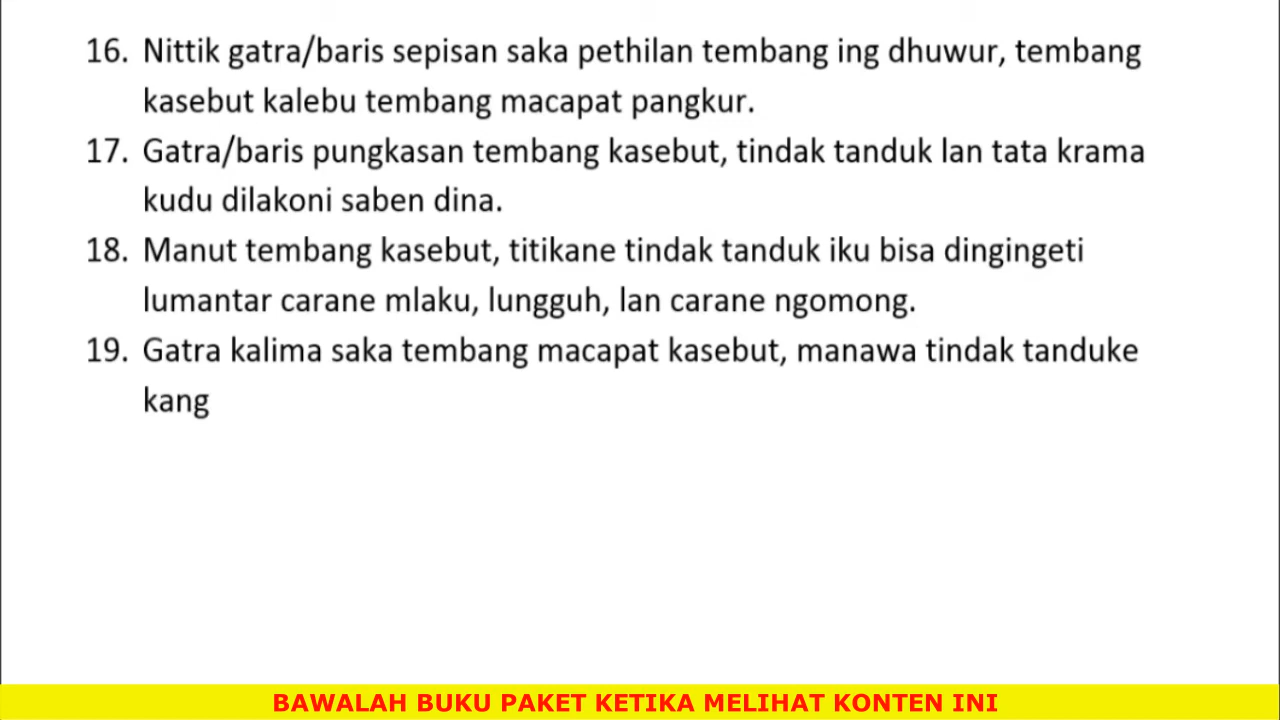 16. Nittik gatra/baris sepisan saka pethilan tembang ing dhuwur, tembang
kasebut kalebu tembang macapat pangkur.
17. Gatra/baris pungkasan tembang kasebut, tindak tanduk lan tata krama
kudu dilakoni saben dina.
18. Manut tembang kasebut, titikane tindak tanduk iku bisa dingingeti
lumantar carane mlaku, lungguh, lan carane ngomong.
19. Gatra kalima saka tembang macapat kasebut, manawa tindak tanduke
kang
BAWALAH BUKU PAKET KETIKA MELIHAT KONTEN INI